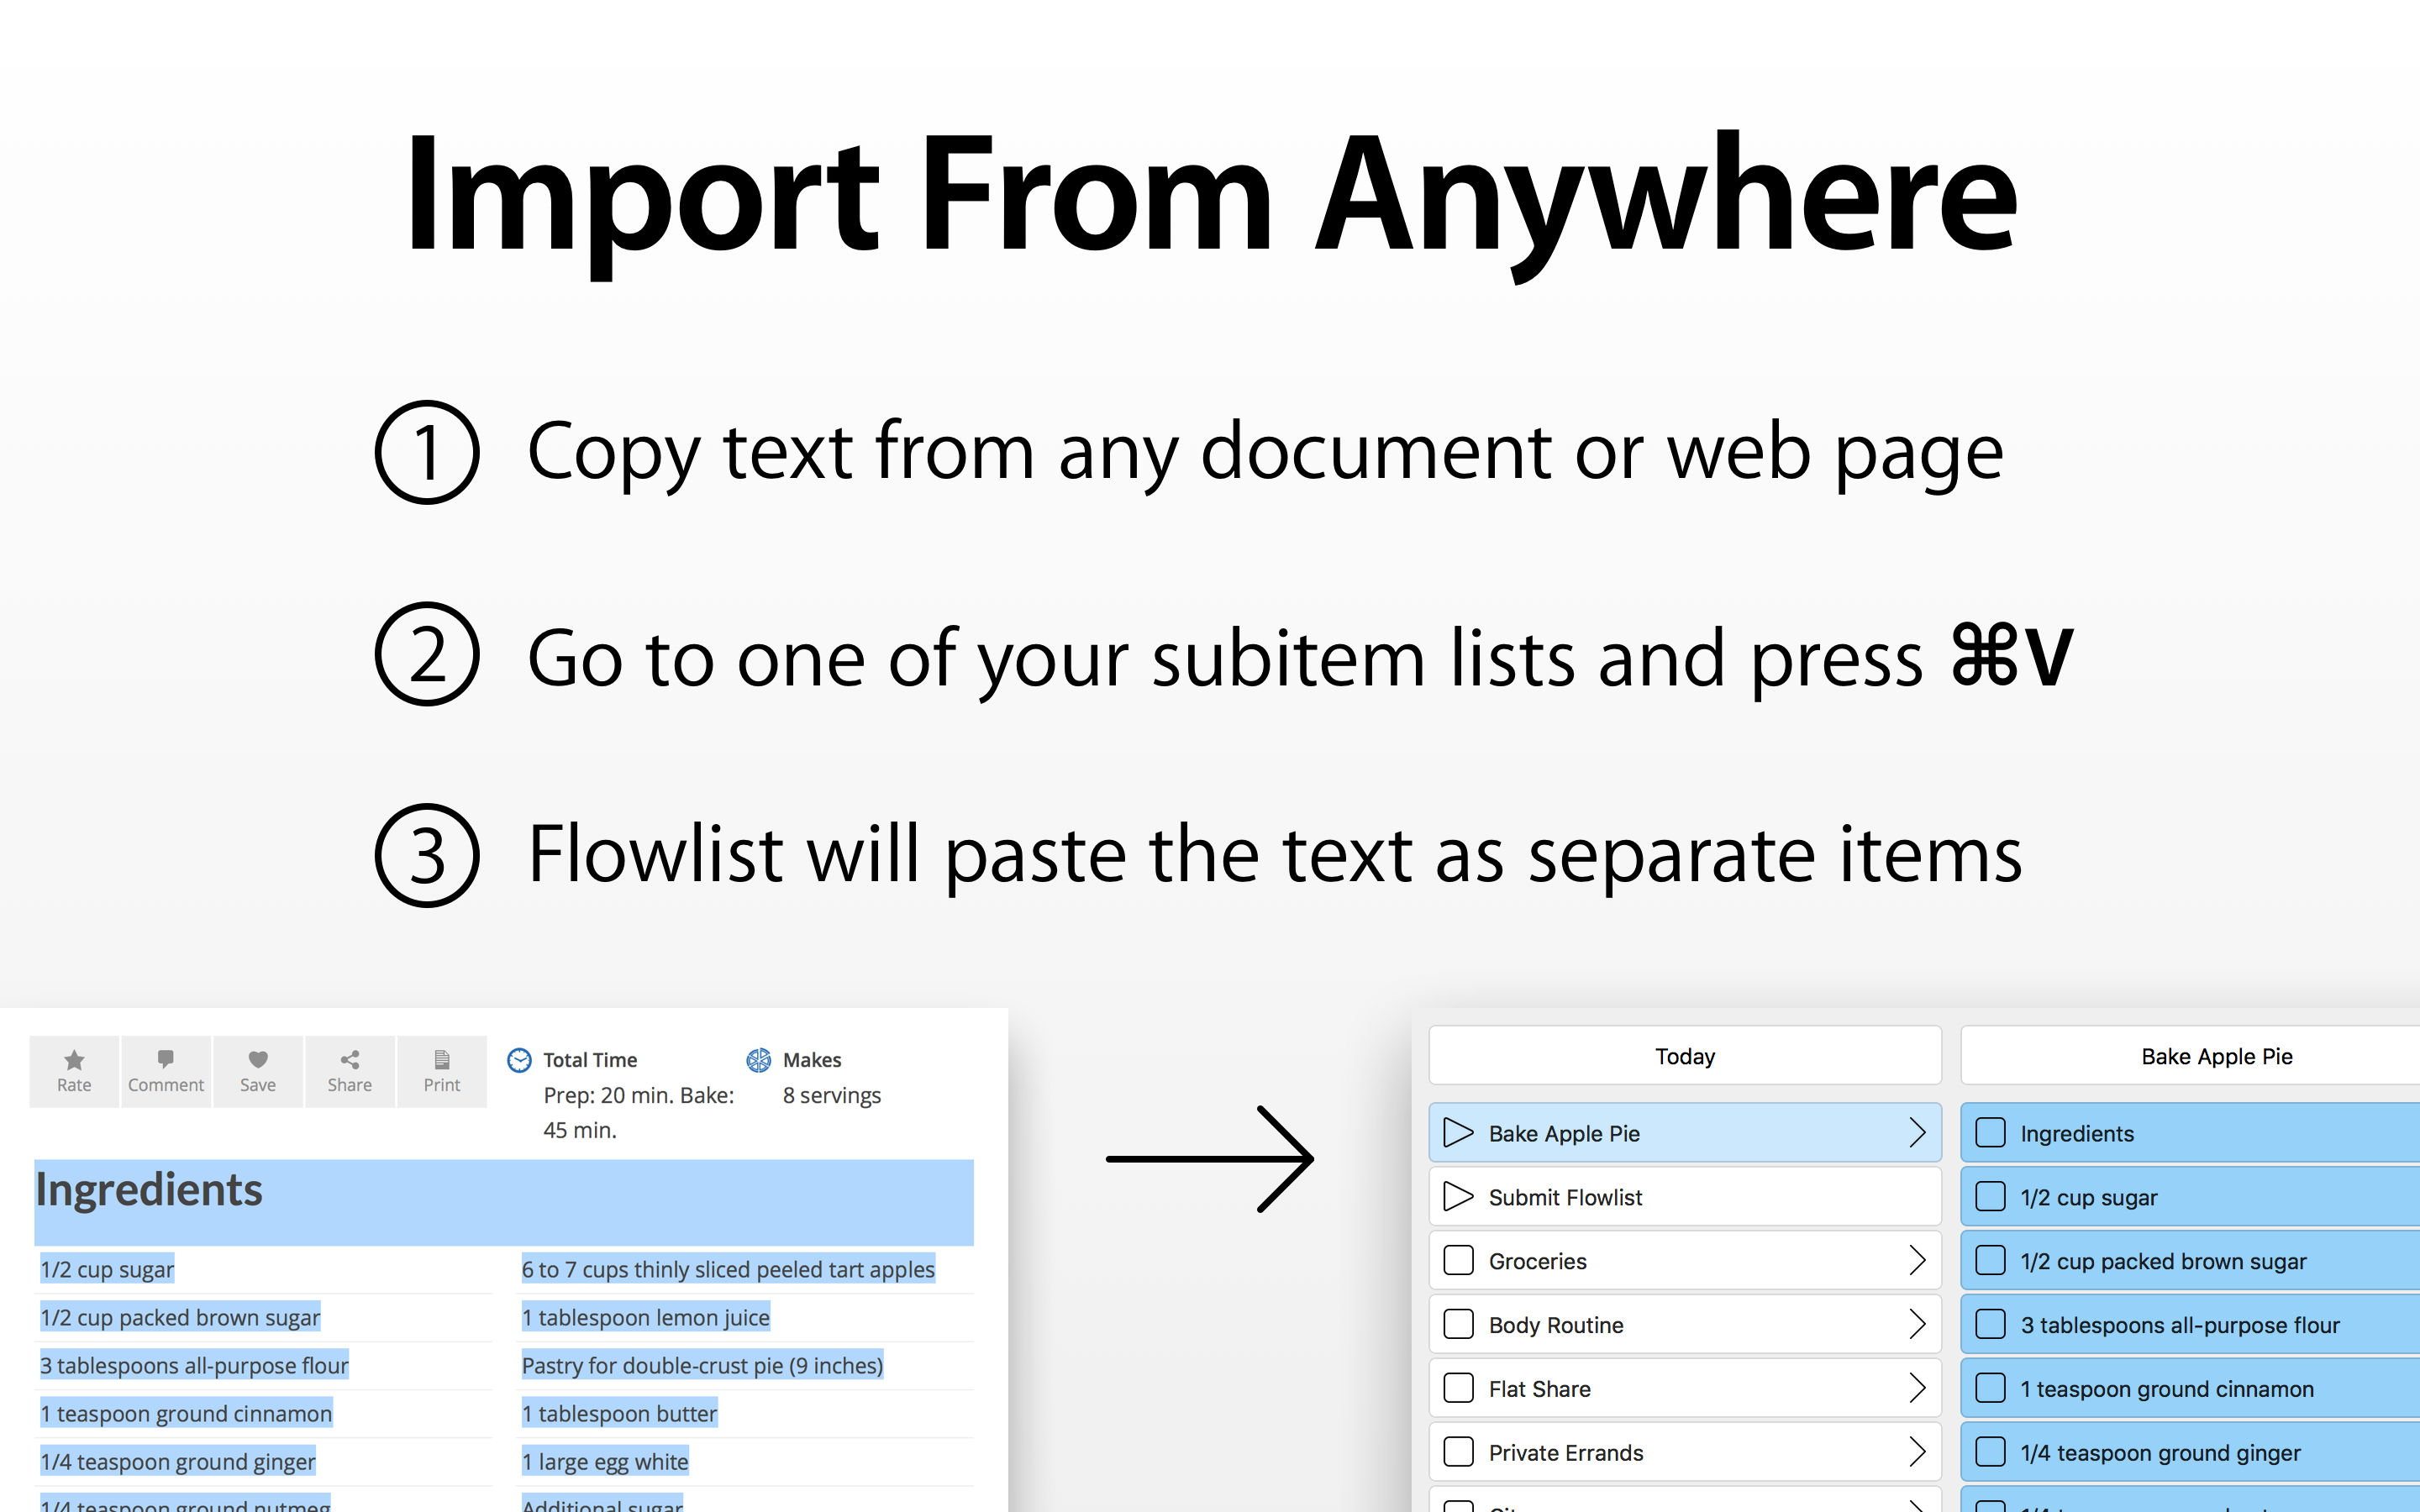 Import From Anywhere
1 Copy text from any document or web page
2 Go to one of your subitem lists and press ⌘V
3 Flowlist will paste the text as separate items
Rate
Comment
Save
Share
Print
Total Time
Prep: 20 min. Bake:
45 min.
Makes
8 servings
Ingredients
1/2 cup sugar
1/2 cup packed brown sugar
3 tablespoons all-purpose flour
1 teaspoon ground cinnamon
1/4 teaspoon ground ginger
1/4 teaspoon ground nutmeg
6 to 7 cups thinly sliced peeled tart apples
1 tablespoon lemon juice
Pastry for double-crust pie (9 inches)
1 tablespoon butter
1 large egg white
Additional sugar
Today
Bake Apple Pie
Submit Flowlist
Groceries
Body Routine
Flat Share
Private Errands
Bake Apple Pie
Ingredients
1/2 cup sugar
1/2 cup packed brown sugar
3 tablespoons all-purpose flour
1 teaspoon ground cinnamon
1/4 teaspoon ground ginger